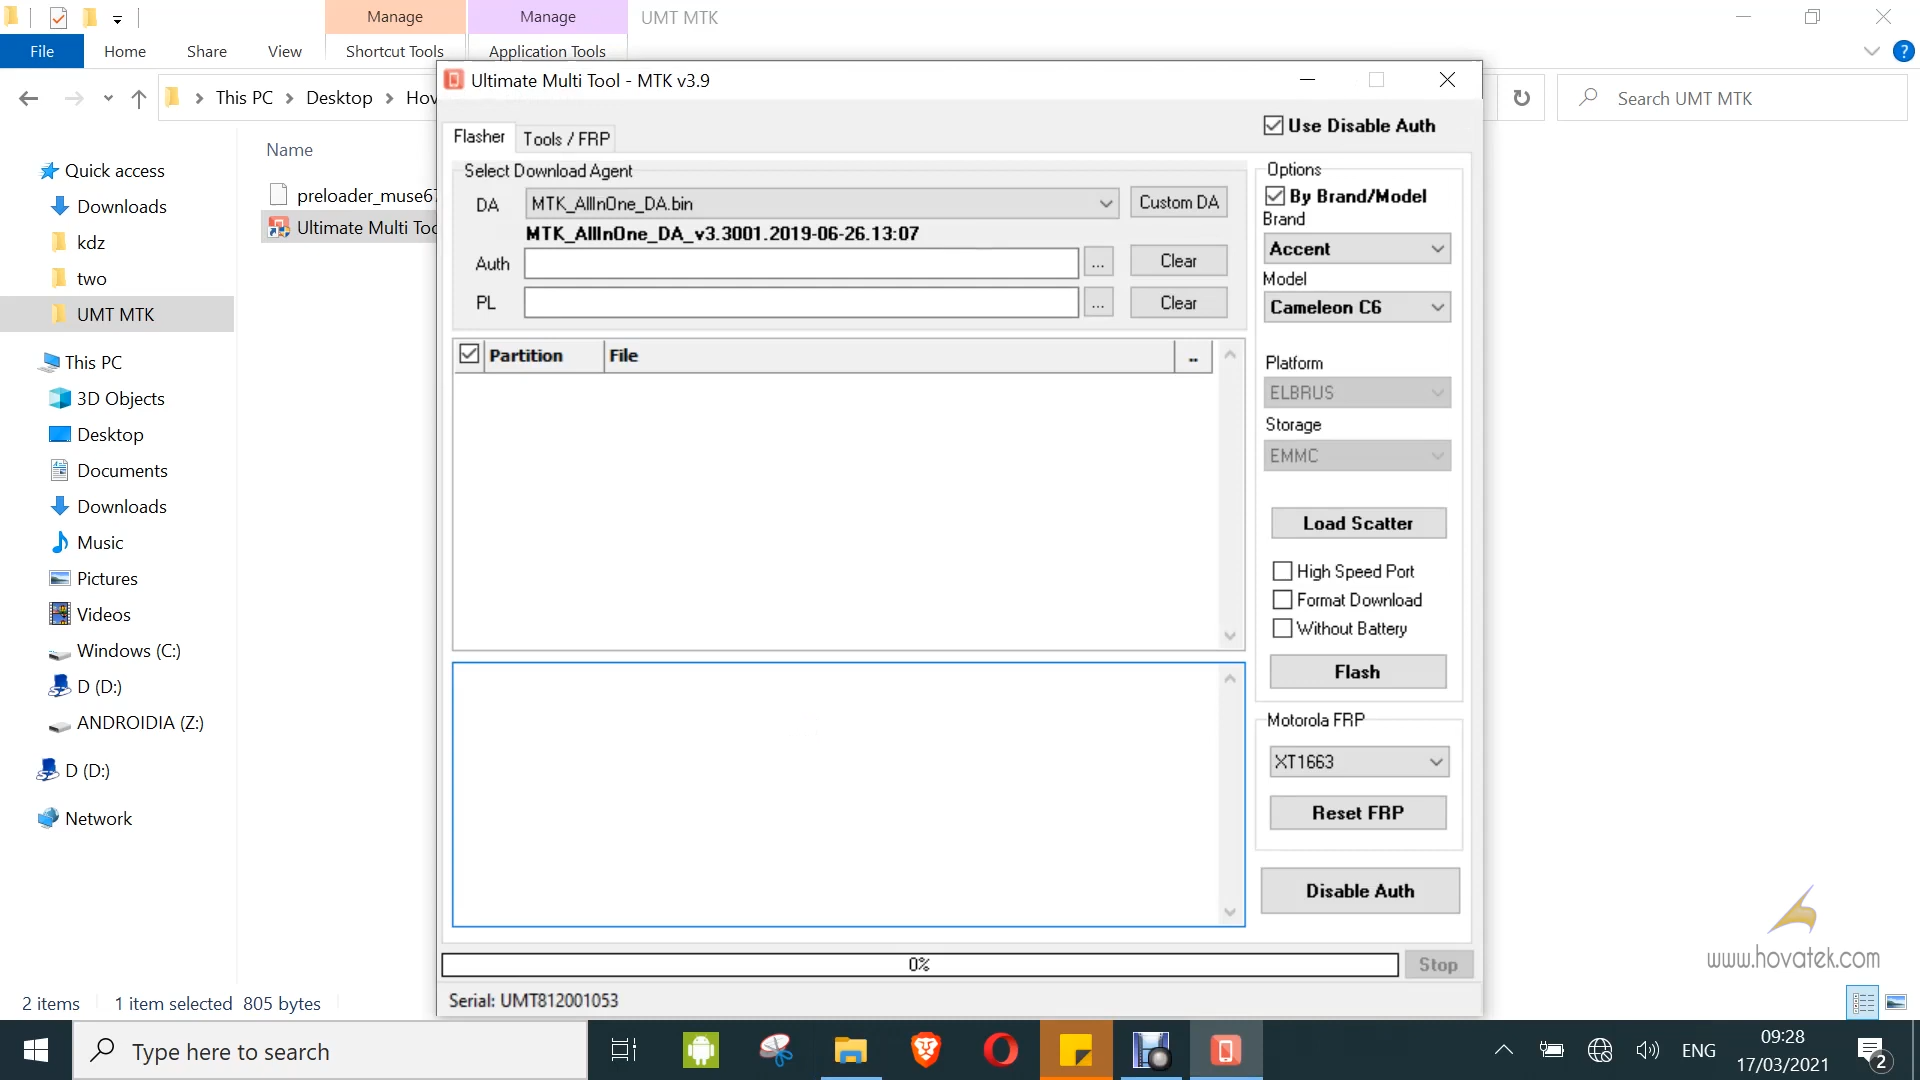 Manage
Manage
UMT MTK
File
Home
Share
View
Shortcut Tools
Application Tools
This PC
Desktop
Hov
Search UMT MTK
Ultimate Multi Tool - MTK v3.9
Use Disable Auth
Flasher
Tools / FRP
Name
preloader_muse67
Ultimate Multi Too
Quick access
Downloads
kdz
two
UMT MTK
This PC
3D Objects
Desktop
Documents
Downloads
Music
Pictures
Videos
Windows (C:)
D (D:)
ANDROIDIA (Z:)
D (D:)
Network
Select Download Agent
DA
MTK_AllInOne_DA.bin
Custom DA
MTK_AllInOne_DA_v3.3001.2019-06-26.13:07
Auth
...
Clear
PL
...
Clear
Partition
File
..
Options
By Brand/Model
Brand
Accent
Model
Cameleon C6
Platform
ELBRUS
Storage
EMMC
Load Scatter
High Speed Port
Format Download
Without Battery
Flash
Motorola FRP
XT1663
Reset FRP
Disable Auth
0%
Stop
Serial: UMT812001053
www.hovatek.com
2 items
1 item selected 805 bytes
Type here to search
ENG
09:28
17/03/2021
2